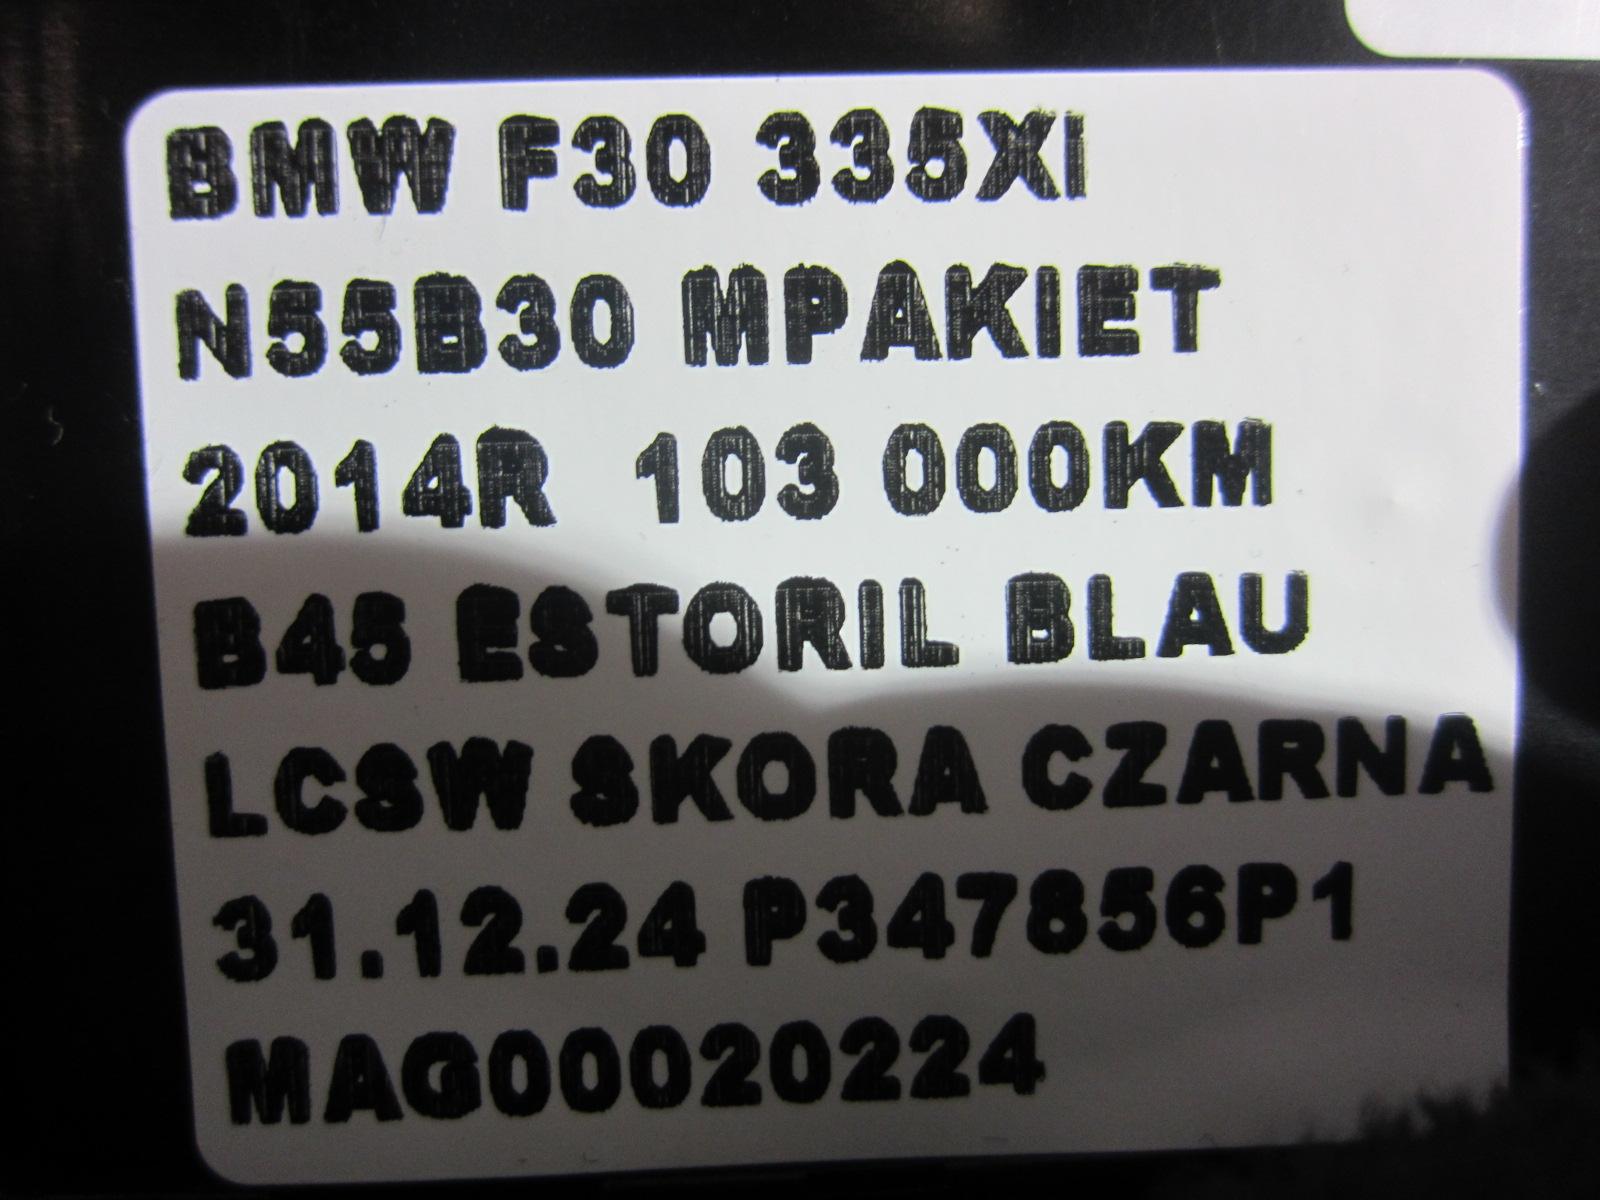 BMW F30 335XI
N55B30 MPAKIET
2014R 103 000KM
B45 ESTORIL BLAU
LCSW SKORA CZARNA
31.12.24 P347856P1
MAG00020224